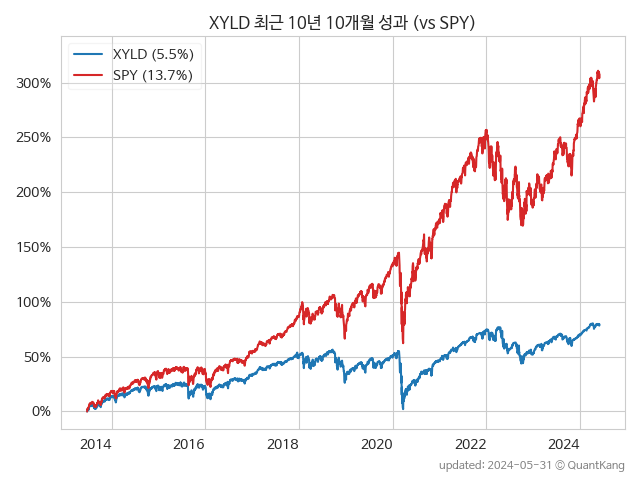 XYLD 최근 10년 10개월 성과 (vs SPY)
XYLD (5.5%)
SPY (13.7%)
300%
250%
200%
150%
100%
50%
0%
2014 2016 2018 2020 2022 2024
updated: 2024-05-31 © QuantKang